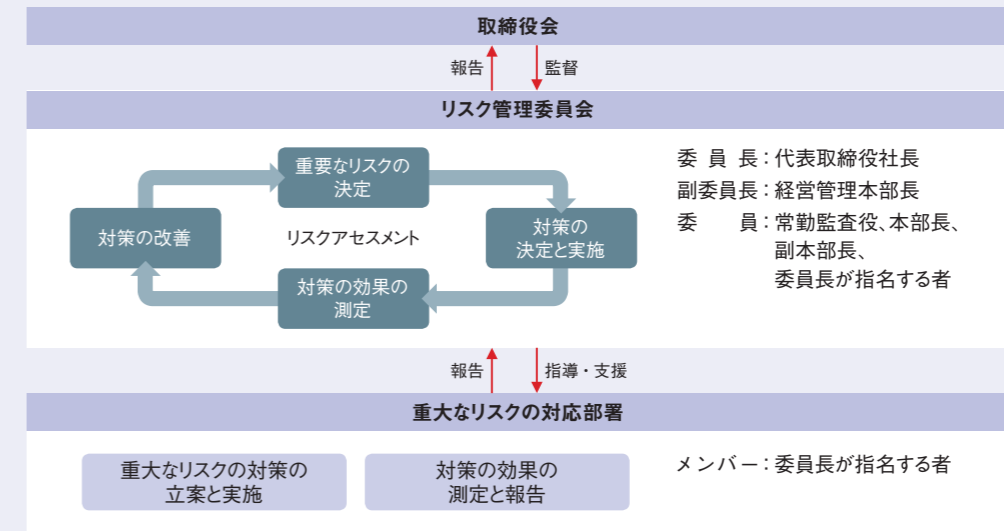 取締役会
報告
監督
リスク管理委員会
重要なリスクの
決定
対策の改善
リスクアセスメント
対策の
決定と実施
対策の効果の
測定
委員長：代表取締役社長
副委員長：経営管理本部長
委員：常勤監査役、本部長、
副本部長、
委員長が指名する者
報告
指導・支援
重大なリスクの対応部署
重大なリスクの対策の
立案と実施
対策の効果の
測定と報告
メンバー：委員長が指名する者